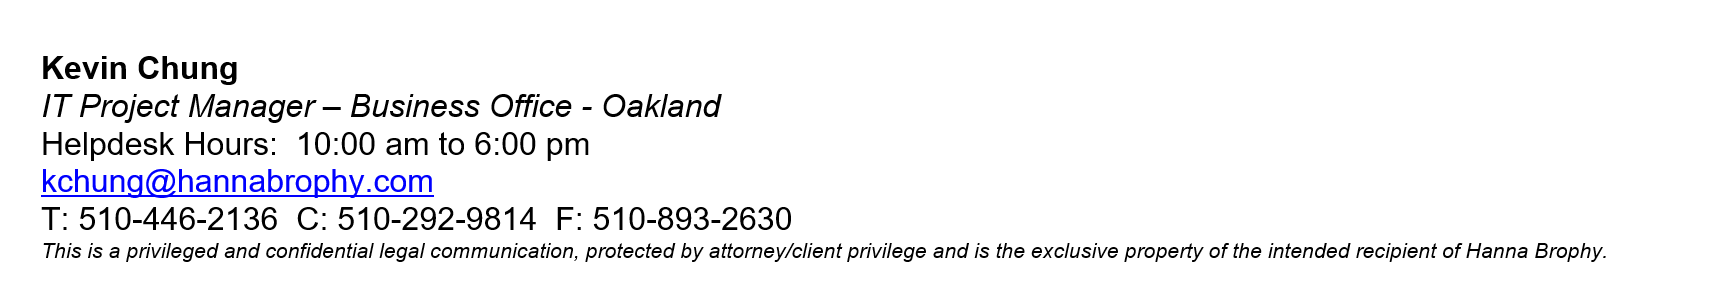 Kevin Chung
IT Project Manager – Business Office - Oakland
Helpdesk Hours:  10:00 am to 6:00 pm
kchung@hannabrophy.com
T: 510-446-2136  C: 510-292-9814  F: 510-893-2630
This is a privileged and confidential legal communication, protected by attorney/client privilege and is the exclusive property of the intended recipient of Hanna Brophy.